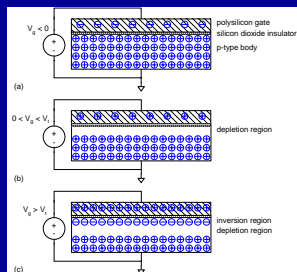 V_g < 0
polysilicon gate
silicon dioxide insulator
p-type body
+
-
(a)
0 < V_g < V_t
depletion region
+
-
(b)
V_g > V_t
inversion region
depletion region
+
-
(c)